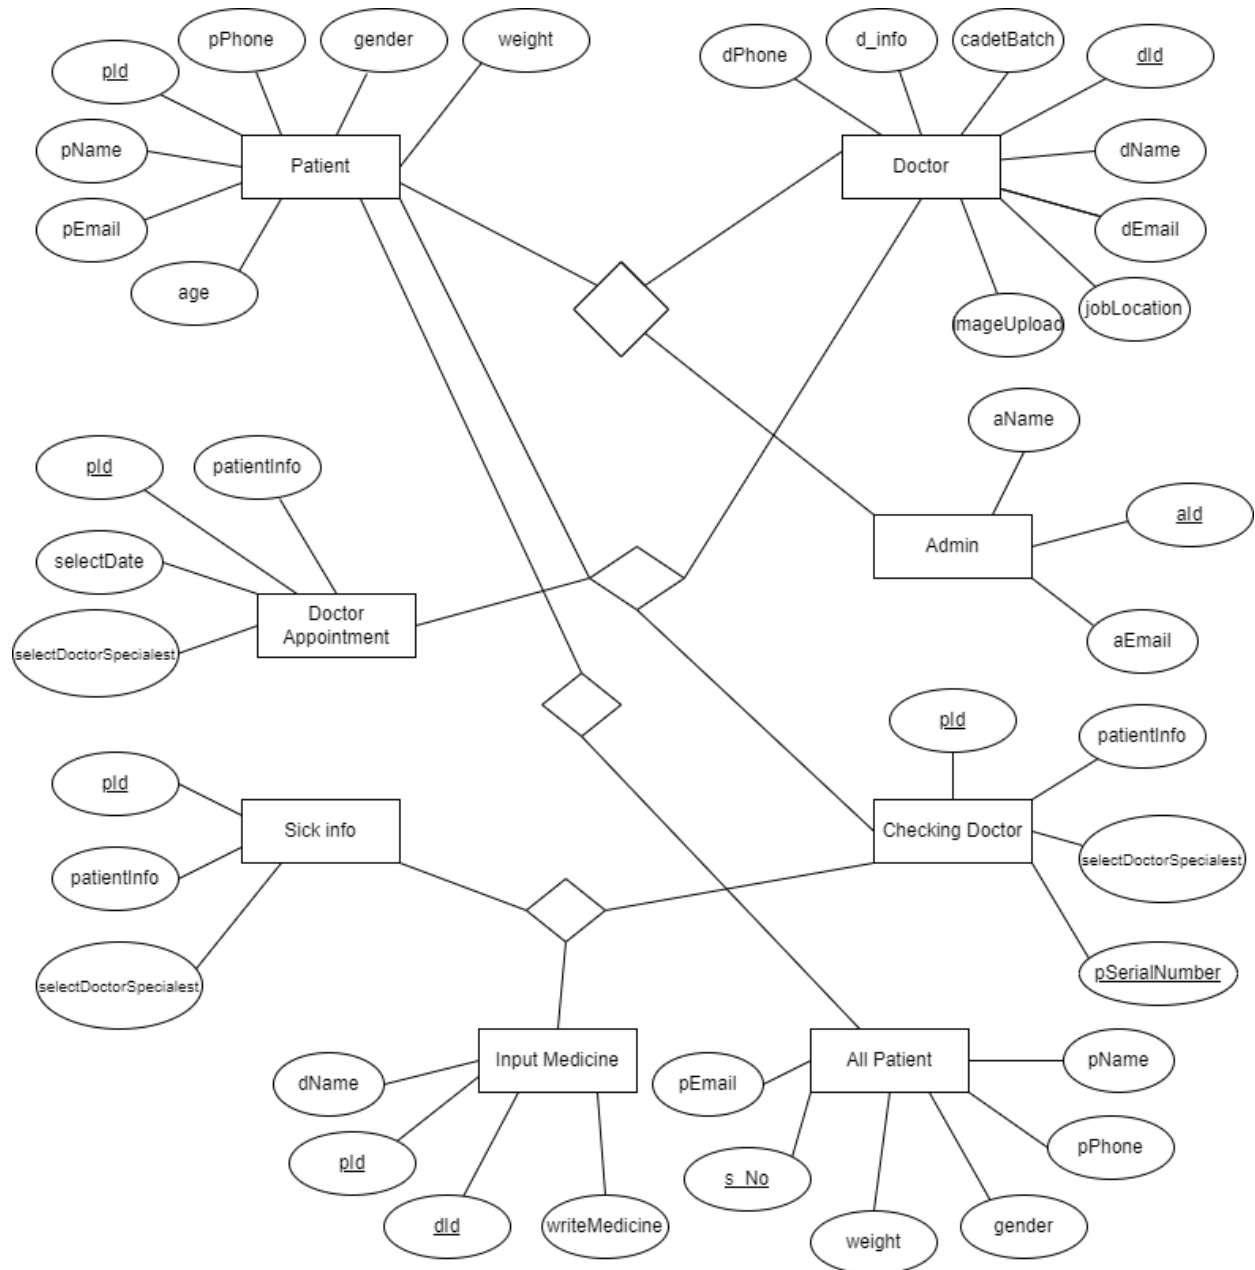 pPhone
gender
weight
d_info
cadetBatch
dPhone
dId
pId
pName
Patient
Doctor
dName
pEmail
dEmail
age
jobLocation
imageUpload
aName
pId
patientInfo
aId
Admin
selectDate
Doctor
Appointment
selectDoctorSpecialest
aEmail
pId
patientInfo
pId
Sick info
Checking Doctor
selectDoctorSpecialest
patientInfo
selectDoctorSpecialest
pSerialNumber
Input Medicine
All Patient
pName
dName
pEmail
pPhone
pId
s_No
dId
writeMedicine
weight
gender